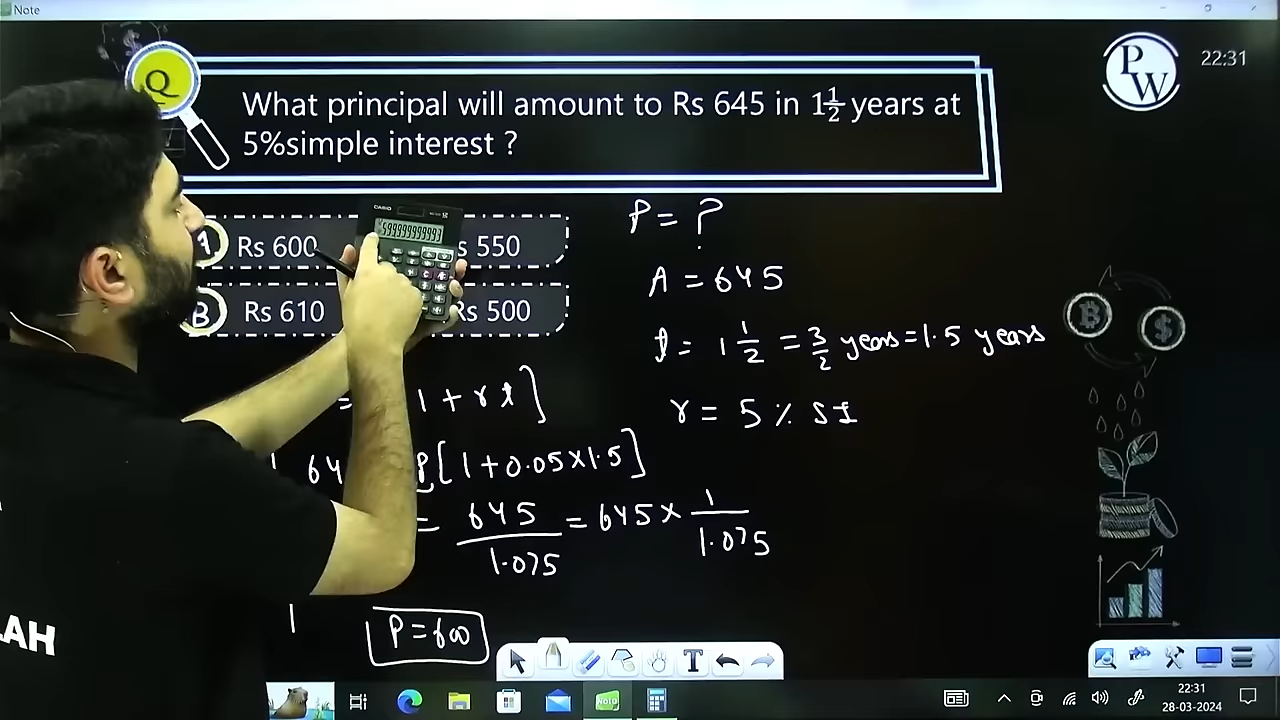 Note
Q
PW
22:31
What principal will amount to Rs 645 in 1½ years at
5%simple interest ?
A Rs 600
s 550
B Rs 610
Rs 500
CASIO
P = ?
A = 645
t = 1 1/2 = 3/2 years = 1.5 years
r = 5 % SI
= 1 + r t ]
64 P [ 1 + 0.05 × 1.5 ]
= 645/1.075 = 645 × 1/1.075
P = 600
LAH
T
Note
22:31
28-03-2024